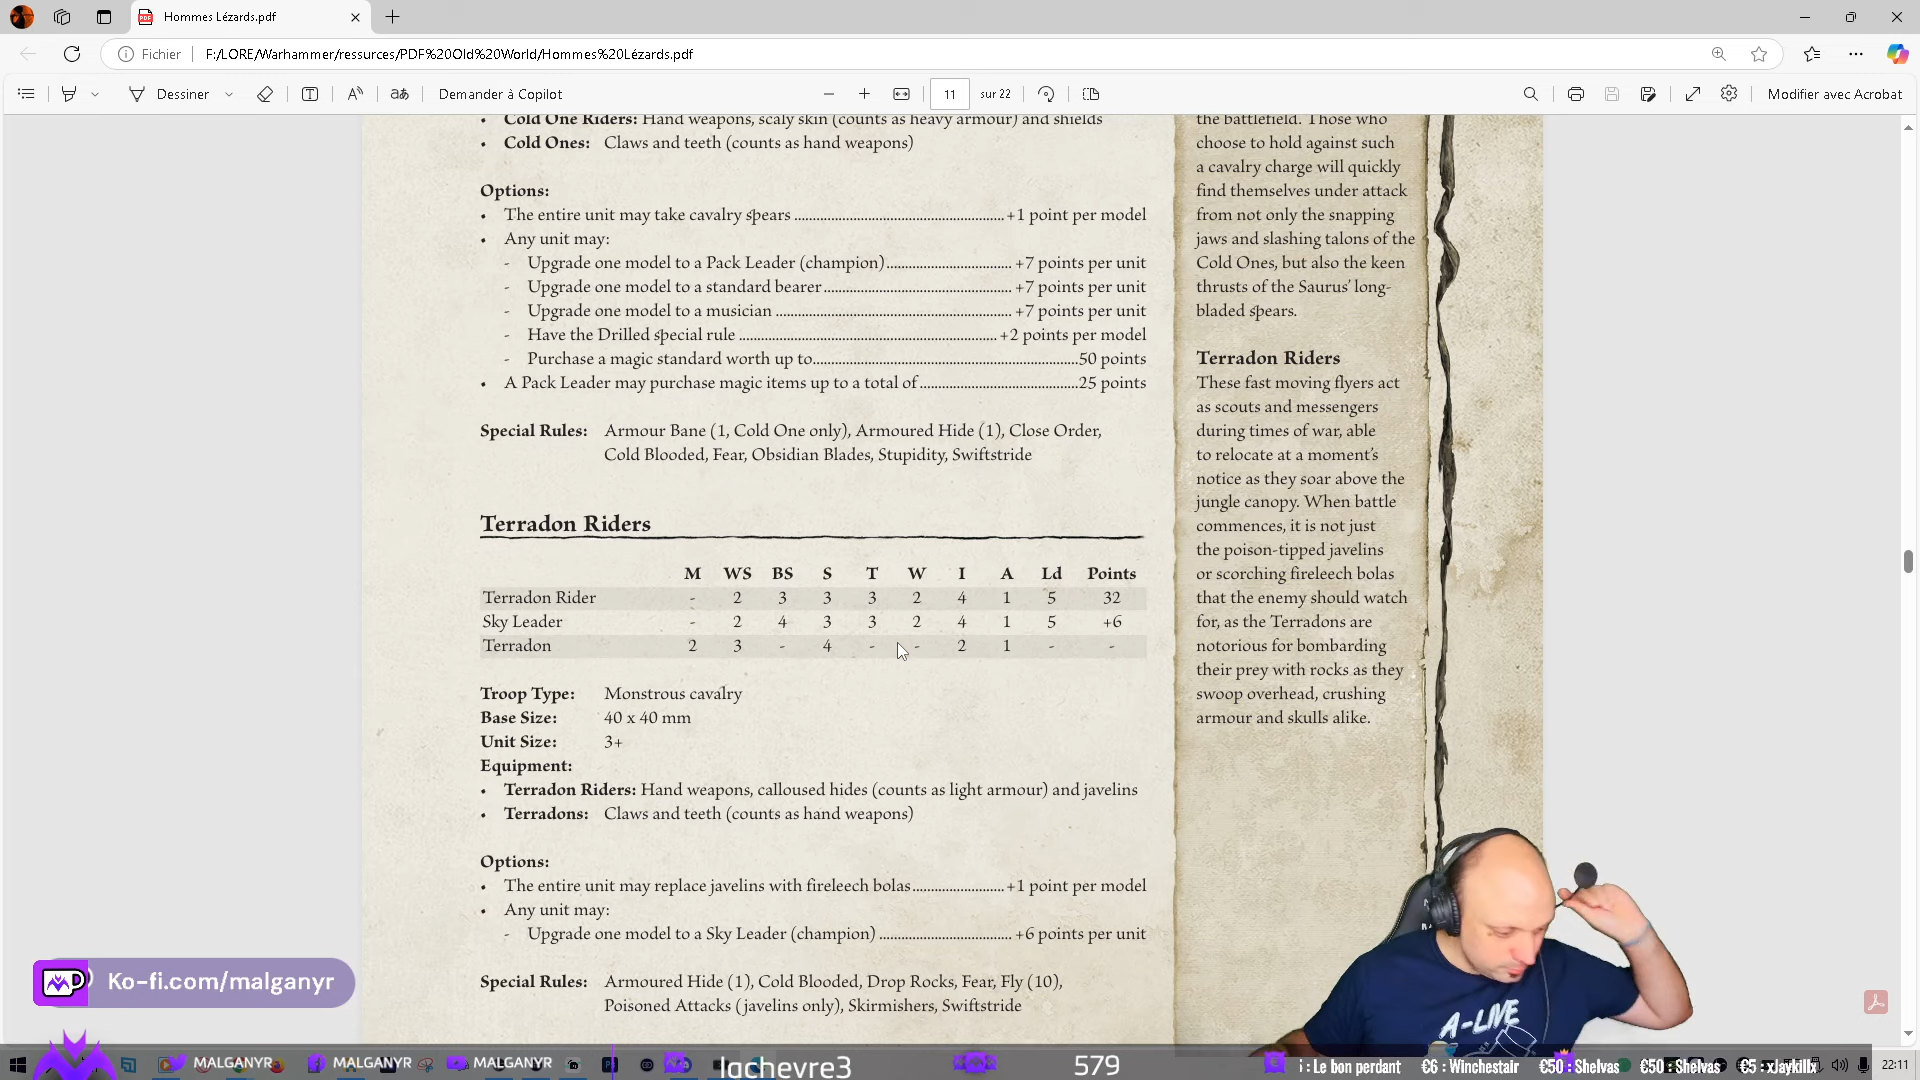 Hommes Lézards.pdf
Fichier
F:/LORE/Warhammer/ressources/PDF%20Old%20World/Hommes%20Lézards.pdf
Dessiner
Demander à Copilot
11
sur 22
Modifier avec Acrobat
• Cold One Riders: Hand weapons, scaly skin (counts as heavy armour) and shields
• Cold Ones: Claws and teeth (counts as hand weapons)
Options:
• The entire unit may take cavalry spears +1 point per model
• Any unit may:
- Upgrade one model to a Pack Leader (champion) +7 points per unit
- Upgrade one model to a standard bearer +7 points per unit
- Upgrade one model to a musician +7 points per unit
- Have the Drilled special rule +2 points per model
- Purchase a magic standard worth up to 50 points
• A Pack Leader may purchase magic items up to a total of 25 points
Special Rules: Armour Bane (1, Cold One only), Armoured Hide (1), Close Order,
Cold Blooded, Fear, Obsidian Blades, Stupidity, Swiftstride
Terradon Riders
M WS BS S T W I A Ld Points
Terradon Rider - 2 3 3 3 2 4 1 5 32
Sky Leader - 2 4 3 3 2 4 1 5 +6
Terradon 2 3 - 4 - - 2 1 - -
Troop Type: Monstrous cavalry
Base Size: 40 x 40 mm
Unit Size: 3+
Equipment:
• Terradon Riders: Hand weapons, calloused hides (counts as light armour) and javelins
• Terradons: Claws and teeth (counts as hand weapons)
Options:
• The entire unit may replace javelins with fireleech bolas +1 point per model
• Any unit may:
- Upgrade one model to a Sky Leader (champion) +6 points per unit
Special Rules: Armoured Hide (1), Cold Blooded, Drop Rocks, Fear, Fly (10),
Poisoned Attacks (javelins only), Skirmishers, Swiftstride
the battlefield. Those who
choose to hold against such
a cavalry charge will quickly
find themselves under attack
from not only the snapping
jaws and slashing talons of the
Cold Ones, but also the keen
thrusts of the Saurus' long-
bladed spears.
Terradon Riders
These fast moving flyers act
as scouts and messengers
during times of war, able
to relocate at a moment's
notice as they soar above the
jungle canopy. When battle
commences, it is not just
the poison-tipped javelins
or scorching fireleech bolas
that the enemy should watch
for, as the Terradons are
notorious for bombarding
their prey with rocks as they
swoop overhead, crushing
armour and skulls alike.
A-LIVE
Ko-fi.com/malganyr
MALGANYR
MALGANYR
MALGANYR
lachevre3
579
i : Le bon perdant
€6 : Winchestair
€50 : Shelvas
€50 : Shelvas
€5 : xJaykillx
22:11